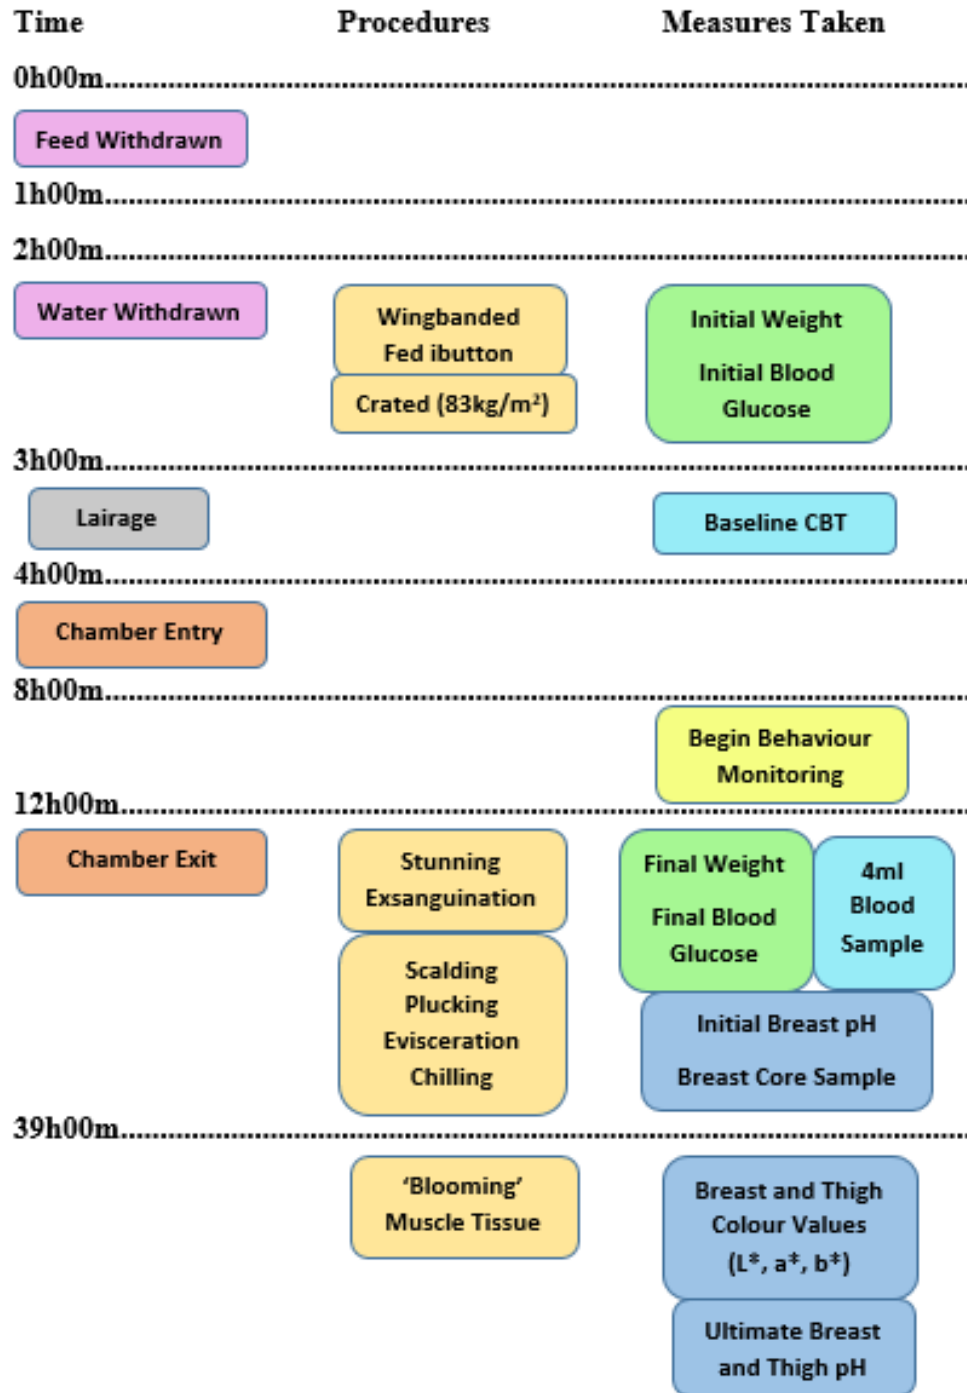 Time Procedures Measures Taken
0h00m
Feed Withdrawn
1h00m
2h00m
Water Withdrawn
Wingbanded
Fed ibutton
Crated (83kg/m²)
Initial Weight
Initial Blood
Glucose
3h00m
Lairage
Baseline CBT
4h00m
Chamber Entry
8h00m
Begin Behaviour
Monitoring
12h00m
Chamber Exit
Stunning
Exsanguination
Scalding
Plucking
Evisceration
Chilling
Final Weight
Final Blood
Glucose
4ml
Blood
Sample
Initial Breast pH
Breast Core Sample
39h00m
‘Blooming’
Muscle Tissue
Breast and Thigh
Colour Values
(L*, a*, b*)
Ultimate Breast
and Thigh pH